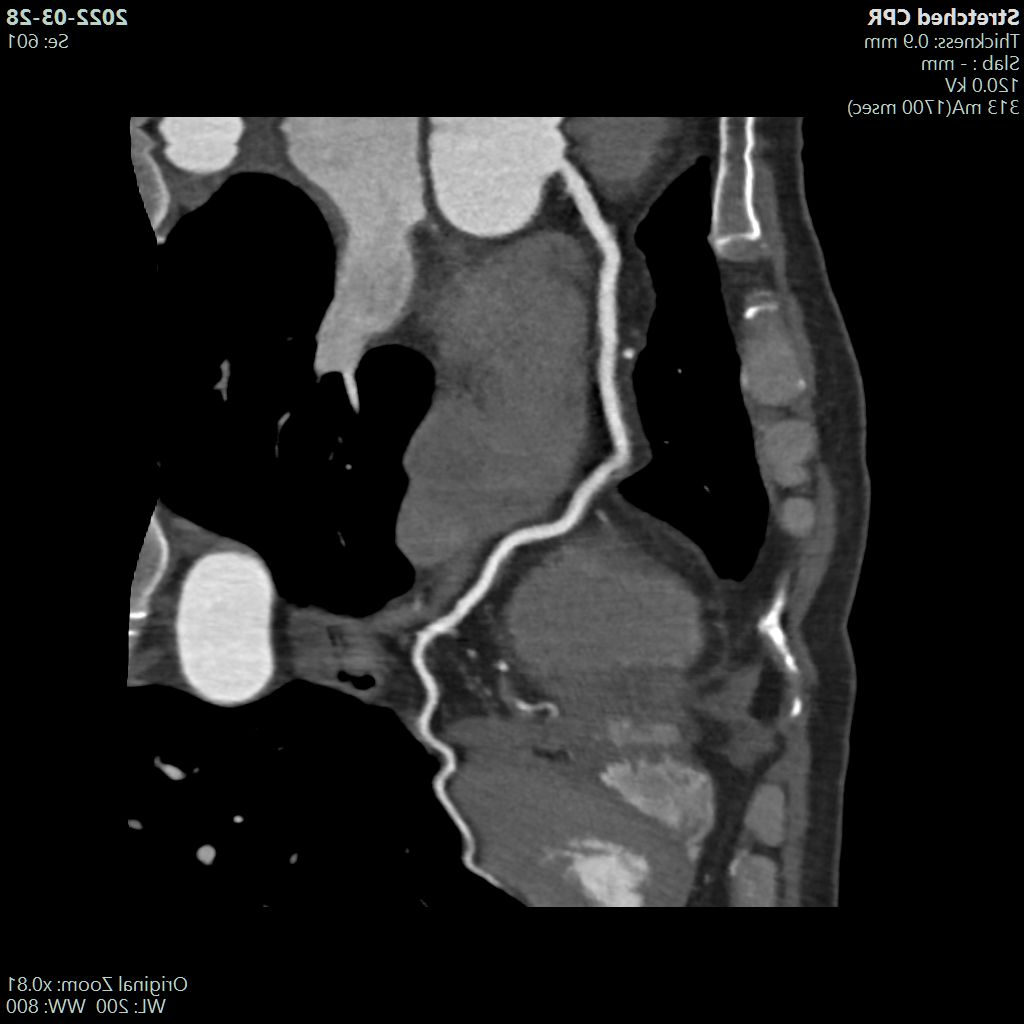 Stretched CPR
Thickness: 0.9 mm
Slab : - mm
120.0 kV
313 mA(1700 msec)
2022-03-28
Se: 601
Original Zoom: x0.81
WL: 200 WW: 800